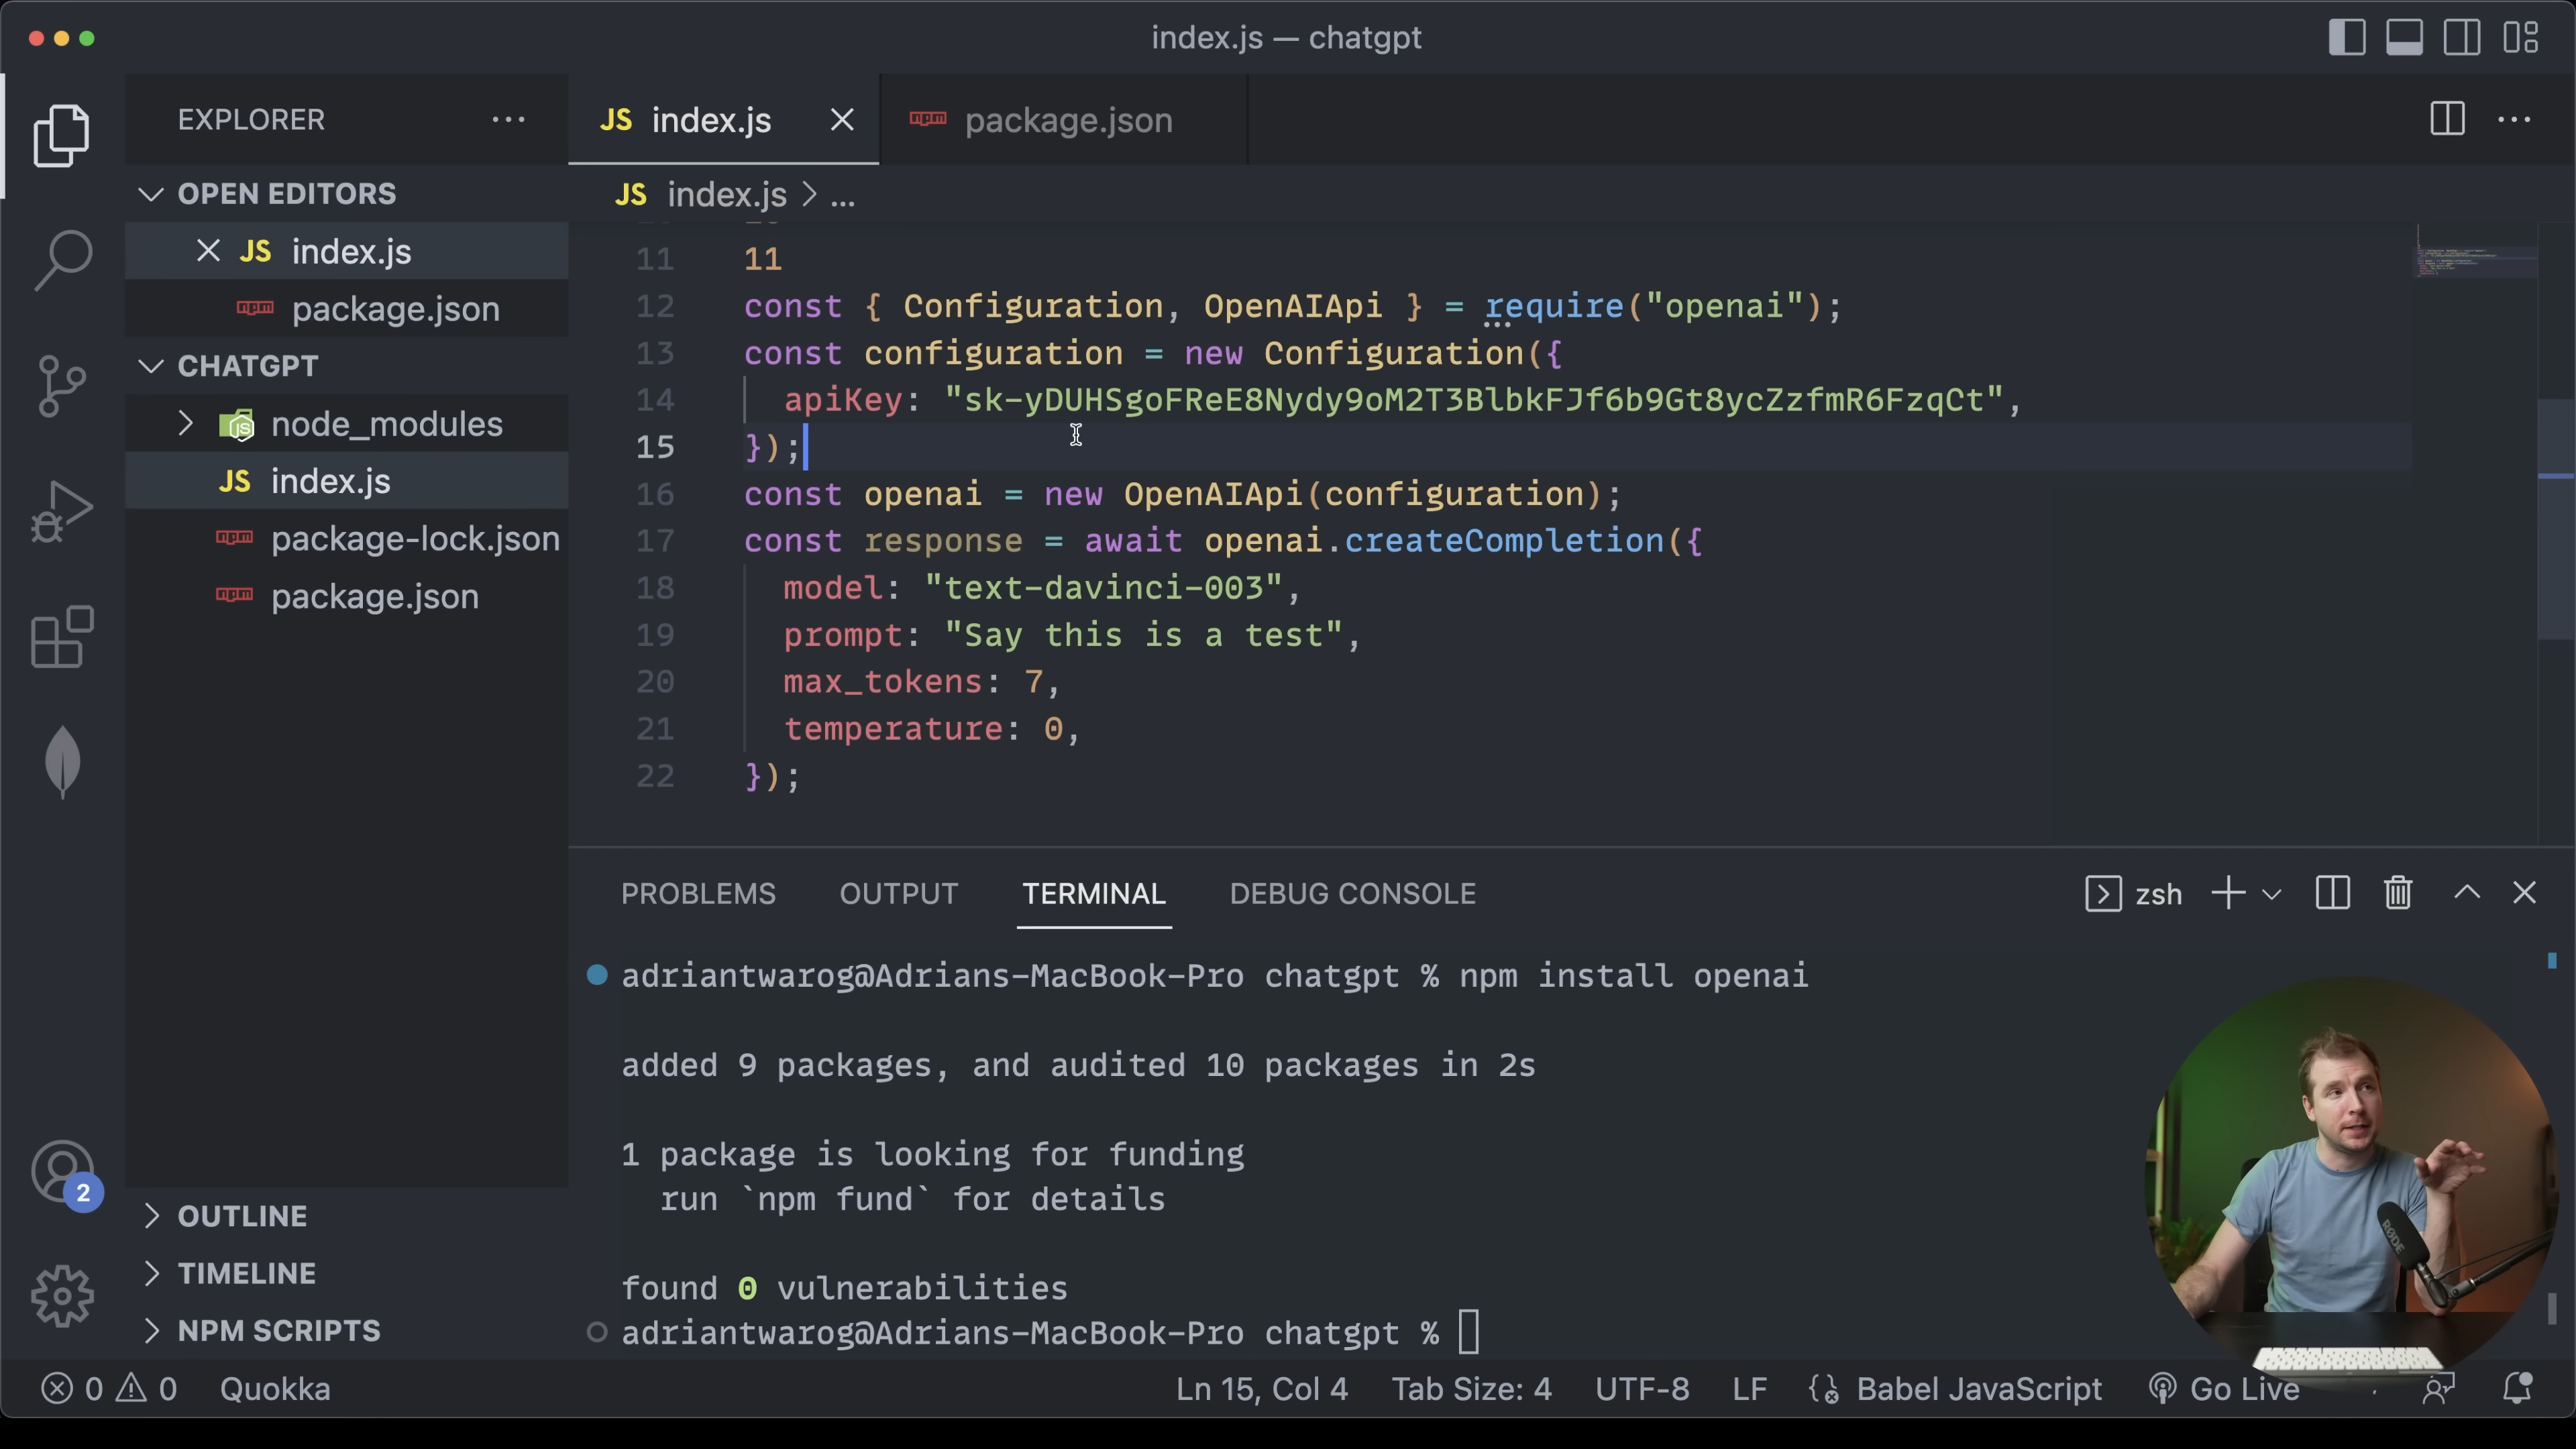 index.js — chatgpt
EXPLORER
JS index.js
package.json
OPEN EDITORS
JS index.js
package.json
CHATGPT
node_modules
JS index.js
package-lock.json
package.json
OUTLINE
TIMELINE
NPM SCRIPTS
2
JS index.js > ...
11 11
12 const { Configuration, OpenAIApi } = require("openai");
13 const configuration = new Configuration({
14 apiKey: "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",
15 });
16 const openai = new OpenAIApi(configuration);
17 const response = await openai.createCompletion({
18 model: "text-davinci-003",
19 prompt: "Say this is a test",
20 max_tokens: 7,
21 temperature: 0,
22 });
PROBLEMS OUTPUT TERMINAL DEBUG CONSOLE
zsh
adriantwarog@Adrians-MacBook-Pro chatgpt % npm install openai
added 9 packages, and audited 10 packages in 2s
1 package is looking for funding
run `npm fund` for details
found 0 vulnerabilities
adriantwarog@Adrians-MacBook-Pro chatgpt %
RØDE
0 0 Quokka
Ln 15, Col 4 Tab Size: 4 UTF-8 LF Babel JavaScript Go Live